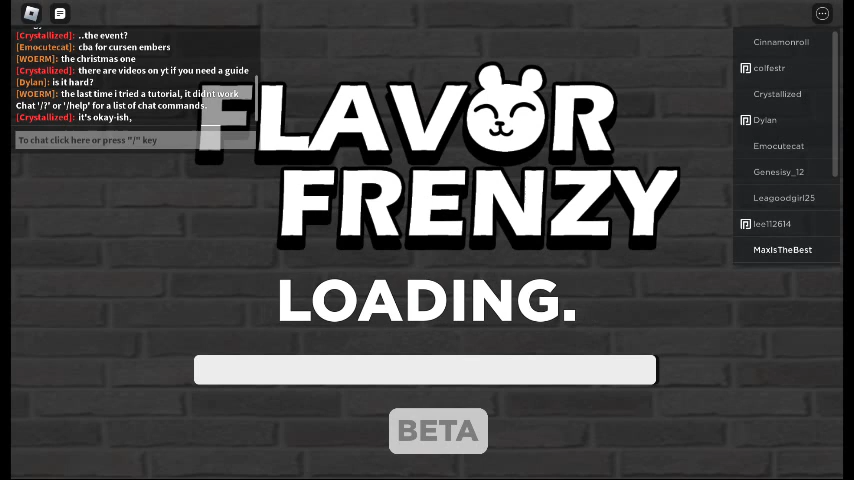 [Crystallized]: ..the event?
[Emocutecat]: cba for cursen embers
[WOERM]: the christmas one
[Crystallized]: there are videos on yt if you need a guide
[Dylan]: is it hard?
[WOERM]: the last time i tried a tutorial, it didnt work
Chat '/?' or '/help' for a list of chat commands.
[Crystallized]: it's okay-ish,
To chat click here or press "/" key
FLAVOR
FRENZY
LOADING.
BETA
Cinnamonroll
colfestr
Crystallized
Dylan
Emocutecat
Genesisy_12
Leagoodgirl25
lee112614
MaxIsTheBest